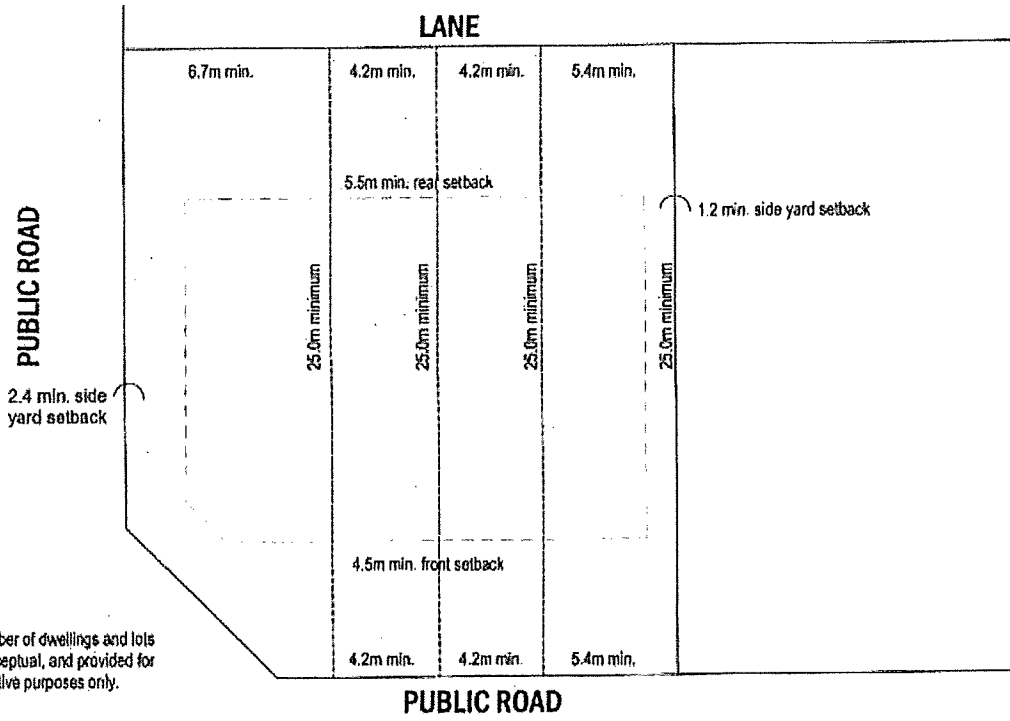 LANE
6.7m min.
4.2m min.
4.2m min.
5.4m min.
5.5m min. rear setback
1.2 min. side yard setback
PUBLIC ROAD
25.0m minimum
25.0m minimum
25.0m minimum
25.0m minimum
2.4 min. side
yard setback
4.5m min. front setback
ber of dwellings and lots
ceptual, and provided for
tive purposes only.
4.2m min.
4.2m min.
5.4m min.
PUBLIC ROAD